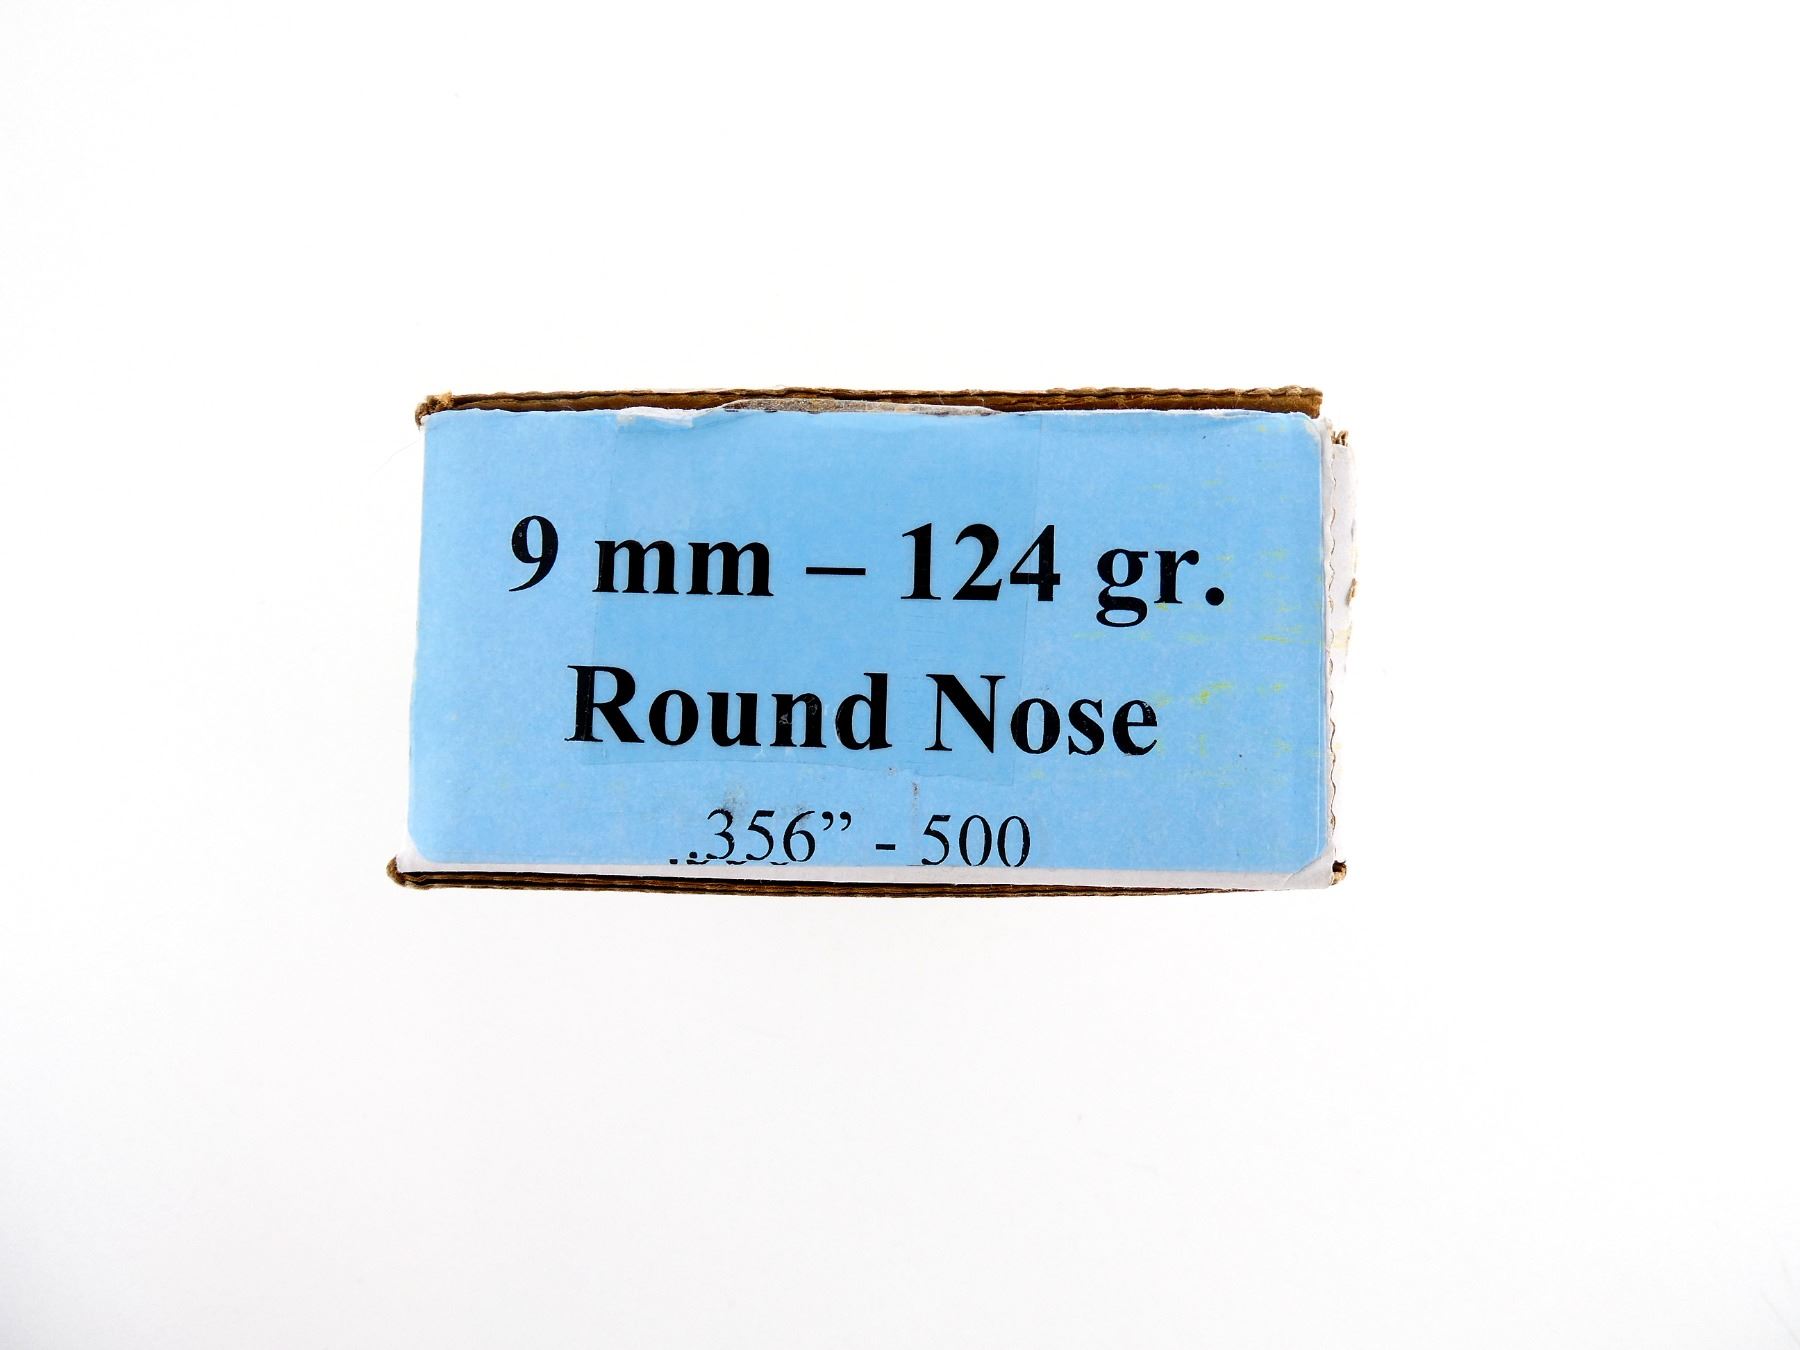 9 mm – 124 gr.
Round Nose
.356” - 500